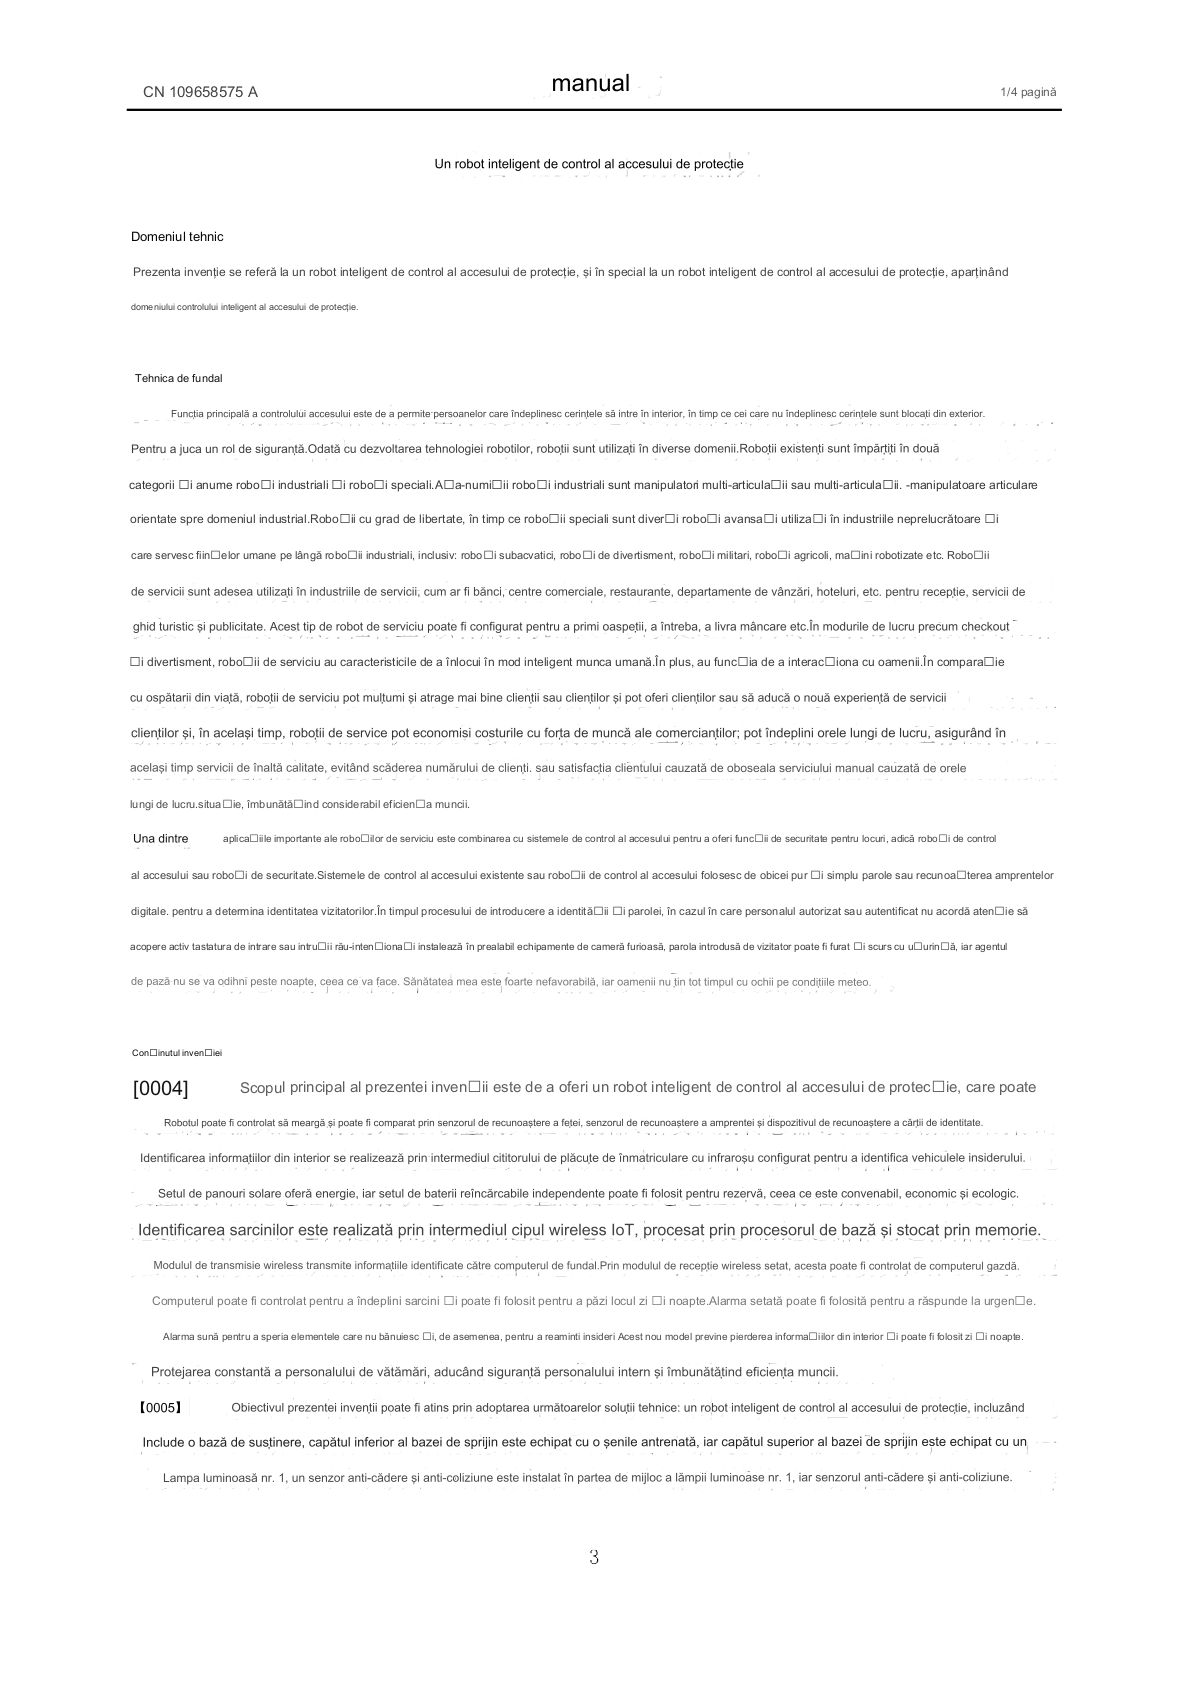 CN 109658575 A
manual
1/4 pagină
Un robot inteligent de control al accesului de protecție
Domeniul tehnic
Prezenta invenție se referă la un robot inteligent de control al accesului de protecție, și în special la un robot inteligent de control al accesului de protecție, aparținând
domeniului controlului inteligent al accesului de protecție.
Tehnica de fundal
Funcția principală a controlului accesului este de a permite persoanelor care îndeplinesc cerințele să intre în interior, în timp ce cei care nu îndeplinesc cerințele sunt blocați din exterior.
Pentru a juca un rol de siguranță.Odată cu dezvoltarea tehnologiei robotilor, roboții sunt utilizați în diverse domenii.Roboții existenți sunt împărțiți în două
categorii □i anume robo□i industriali □i robo□i speciali.A□a-numi□ii robo□i industriali sunt manipulatori multi-articula□ii sau multi-articula□ii. -manipulatoare articulare
orientate spre domeniul industrial.Robo□ii cu grad de libertate, în timp ce robo□ii speciali sunt diver□i robo□i avansa□i utiliza□i în industriile neprelucrătoare □i
care servesc fiin□elor umane pe lângă robo□ii industriali, inclusiv: robo□i subacvatici, robo□i de divertisment, robo□i militari, robo□i agricoli, ma□ini robotizate etc. Robo□ii
de servicii sunt adesea utilizați în industriile de servicii, cum ar fi bănci, centre comerciale, restaurante, departamente de vânzări, hoteluri, etc. pentru recepție, servicii de
ghid turistic și publicitate. Acest tip de robot de serviciu poate fi configurat pentru a primi oaspeții, a întreba, a livra mâncare etc.În modurile de lucru precum checkout
□i divertisment, robo□ii de serviciu au caracteristicile de a înlocui în mod inteligent munca umană.În plus, au func□ia de a interac□iona cu oamenii.În compara□ie
cu ospătarii din viață, roboții de serviciu pot mulțumi și atrage mai bine clienții sau clienților și pot oferi clienților sau să aducă o nouă experiență de servicii
clienților și, în același timp, roboții de service pot economisi costurile cu forța de muncă ale comercianților; pot îndeplini orele lungi de lucru, asigurând în
același timp servicii de înaltă calitate, evitând scăderea numărului de clienți. sau satisfacția clientului cauzată de oboseala serviciului manual cauzată de orele
lungi de lucru.situa□ie, îmbunătă□ind considerabil eficien□a muncii.
Una dintre aplica□iile importante ale robo□ilor de serviciu este combinarea cu sistemele de control al accesului pentru a oferi func□ii de securitate pentru locuri, adică robo□i de control
al accesului sau robo□i de securitate.Sistemele de control al accesului existente sau robo□ii de control al accesului folosesc de obicei pur □i simplu parole sau recunoa□terea amprentelor
digitale. pentru a determina identitatea vizitatorilor.În timpul procesului de introducere a identită□ii □i parolei, în cazul în care personalul autorizat sau autentificat nu acordă aten□ie să
acopere activ tastatura de intrare sau intru□ii rău-inten□iona□i instalează în prealabil echipamente de cameră furioasă, parola introdusă de vizitator poate fi furat □i scurs cu u□urin□ă, iar agentul
de pază nu se va odihni peste noapte, ceea ce va face. Sănătatea mea este foarte nefavorabilă, iar oamenii nu țin tot timpul cu ochii pe condițiile meteo.
Con□inutul inven□iei
[0004] Scopul principal al prezentei inven□ii este de a oferi un robot inteligent de control al accesului de protec□ie, care poate
Robotul poate fi controlat să meargă și poate fi comparat prin senzorul de recunoaștere a feței, senzorul de recunoaștere a amprentei și dispozitivul de recunoaștere a cărții de identitate.
Identificarea informațiilor din interior se realizează prin intermediul cititorului de plăcuțe de înmatriculare cu infraroșu configurat pentru a identifica vehiculele insiderului.
Setul de panouri solare oferă energie, iar setul de baterii reîncărcabile independente poate fi folosit pentru rezervă, ceea ce este convenabil, economic și ecologic.
Identificarea sarcinilor este realizată prin intermediul cipul wireless IoT, procesat prin procesorul de bază și stocat prin memorie.
Modulul de transmisie wireless transmite informațiile identificate către computerul de fundal.Prin modulul de recepție wireless setat, acesta poate fi controlat de computerul gazdă.
Computerul poate fi controlat pentru a îndeplini sarcini □i poate fi folosit pentru a păzi locul zi □i noapte.Alarma setată poate fi folosită pentru a răspunde la urgen□e.
Alarma sună pentru a speria elementele care nu bănuiesc □i, de asemenea, pentru a reaminti insideri Acest nou model previne pierderea informa□iilor din interior □i poate fi folosit zi □i noapte.
Protejarea constantă a personalului de vătămări, aducând siguranță personalului intern și îmbunătățind eficiența muncii.
【0005】 Obiectivul prezentei invenții poate fi atins prin adoptarea următoarelor soluții tehnice: un robot inteligent de control al accesului de protecție, incluzând
Include o bază de susținere, capătul inferior al bazei de sprijin este echipat cu o șenile antrenată, iar capătul superior al bazei de sprijin este echipat cu un
Lampa luminoasă nr. 1, un senzor anti-cădere și anti-coliziune este instalat în partea de mijloc a lămpii luminoase nr. 1, iar senzorul anti-cădere și anti-coliziune.
3